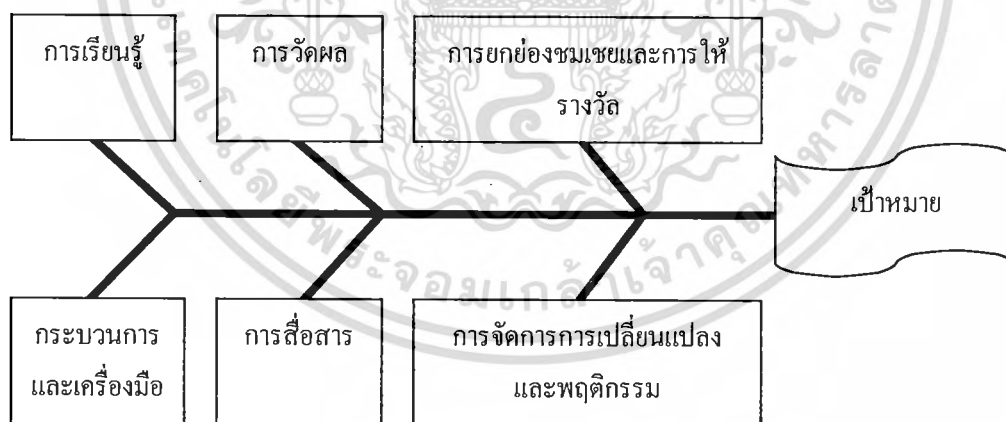 การเรียนรู้
การวัดผล
การยกย่องชมเชยและการให้
รางวัล
เป้าหมาย
กระบวนการ
และเครื่องมือ
การสื่อสาร
การจัดการการเปลี่ยนแปลง
และพฤติกรรม